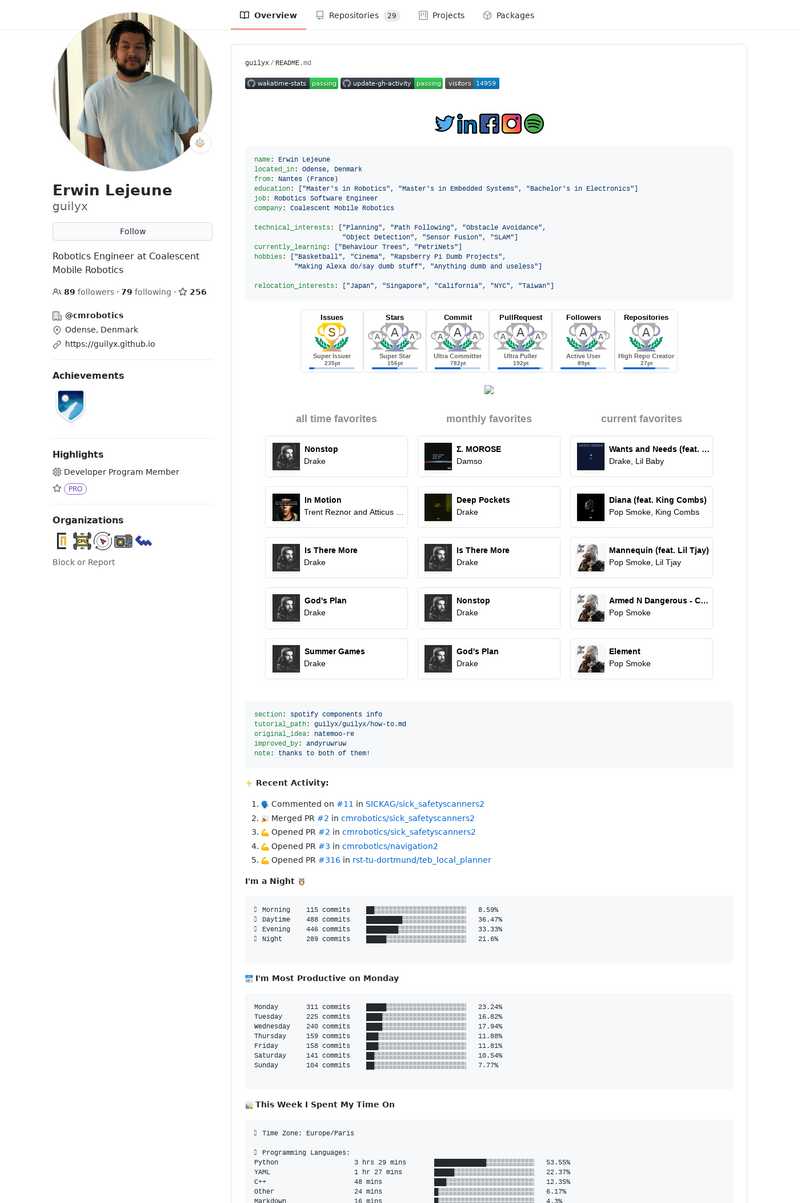 Overview
Repositories 29
Projects
Packages
Erwin Lejeune
guilyx
Follow
Robotics Engineer at Coalescent
Mobile Robotics
89 followers · 79 following · 256
@cmrobotics
Odense, Denmark
https://guilyx.github.io
Achievements
Highlights
Developer Program Member
PRO
Organizations
Block or Report
guilyx/README.md
wakatime-stats passing
update-gh-activity passing
visitors 14959
name: Erwin Lejeune
located_in: Odense, Denmark
from: Nantes (France)
education: ["Master's in Robotics", "Master's in Embedded Systems", "Bachelor's in Electronics"]
job: Robotics Software Engineer
company: Coalescent Mobile Robotics
technical_interests: ["Planning", "Path Following", "Obstacle Avoidance",
"Object Detection", "Sensor Fusion", "SLAM"]
currently_learning: ["Behaviour Trees", "PetriNets"]
hobbies: ["Basketball", "Cinema", "Rapsberry Pi Dumb Projects",
"Making Alexa do/say dumb stuff", "Anything dumb and useless"]
relocation_interests: ["Japan", "Singapore", "California", "NYC", "Taiwan"]
Issues
S
Super Issuer
235pt
Stars
A A A
Super Star
156pt
Commit
A A A
Ultra Committer
782pt
PullRequest
A A A
Ultra Puller
192pt
Followers
A
Active User
89pt
Repositories
A
High Repo Creator
27pt
all time favorites
Nonstop
Drake
In Motion
Trent Reznor and Atticus ...
Is There More
Drake
God's Plan
Drake
Summer Games
Drake
monthly favorites
Σ. MOROSE
Damso
Deep Pockets
Drake
Is There More
Drake
Nonstop
Drake
God's Plan
Drake
current favorites
Wants and Needs (feat. ...
Drake, Lil Baby
Diana (feat. King Combs)
Pop Smoke, King Combs
Mannequin (feat. Lil Tjay)
Pop Smoke, Lil Tjay
Armed N Dangerous - C...
Pop Smoke
Element
Pop Smoke
section: spotify components info
tutorial_path: guilyx/guilyx/how-to.md
original_idea: natemoo-re
improved_by: andyruwruw
note: thanks to both of them!
Recent Activity:
1. Commented on #11 in SICKAG/sick_safetyscanners2
2. Merged PR #2 in cmrobotics/sick_safetyscanners2
3. Opened PR #2 in cmrobotics/sick_safetyscanners2
4. Opened PR #3 in cmrobotics/navigation2
5. Opened PR #316 in rst-tu-dortmund/teb_local_planner
I'm a Night
Morning 115 commits 8.59%
Daytime 488 commits 36.47%
Evening 446 commits 33.33%
Night 289 commits 21.6%
I'm Most Productive on Monday
Monday 311 commits 23.24%
Tuesday 225 commits 16.82%
Wednesday 240 commits 17.94%
Thursday 159 commits 11.88%
Friday 158 commits 11.81%
Saturday 141 commits 10.54%
Sunday 104 commits 7.77%
This Week I Spent My Time On
Time Zone: Europe/Paris
Programming Languages:
Python 3 hrs 29 mins 53.55%
YAML 1 hr 27 mins 22.37%
C++ 48 mins 12.35%
Other 24 mins 6.17%
Markdown 16 mins 4.3%